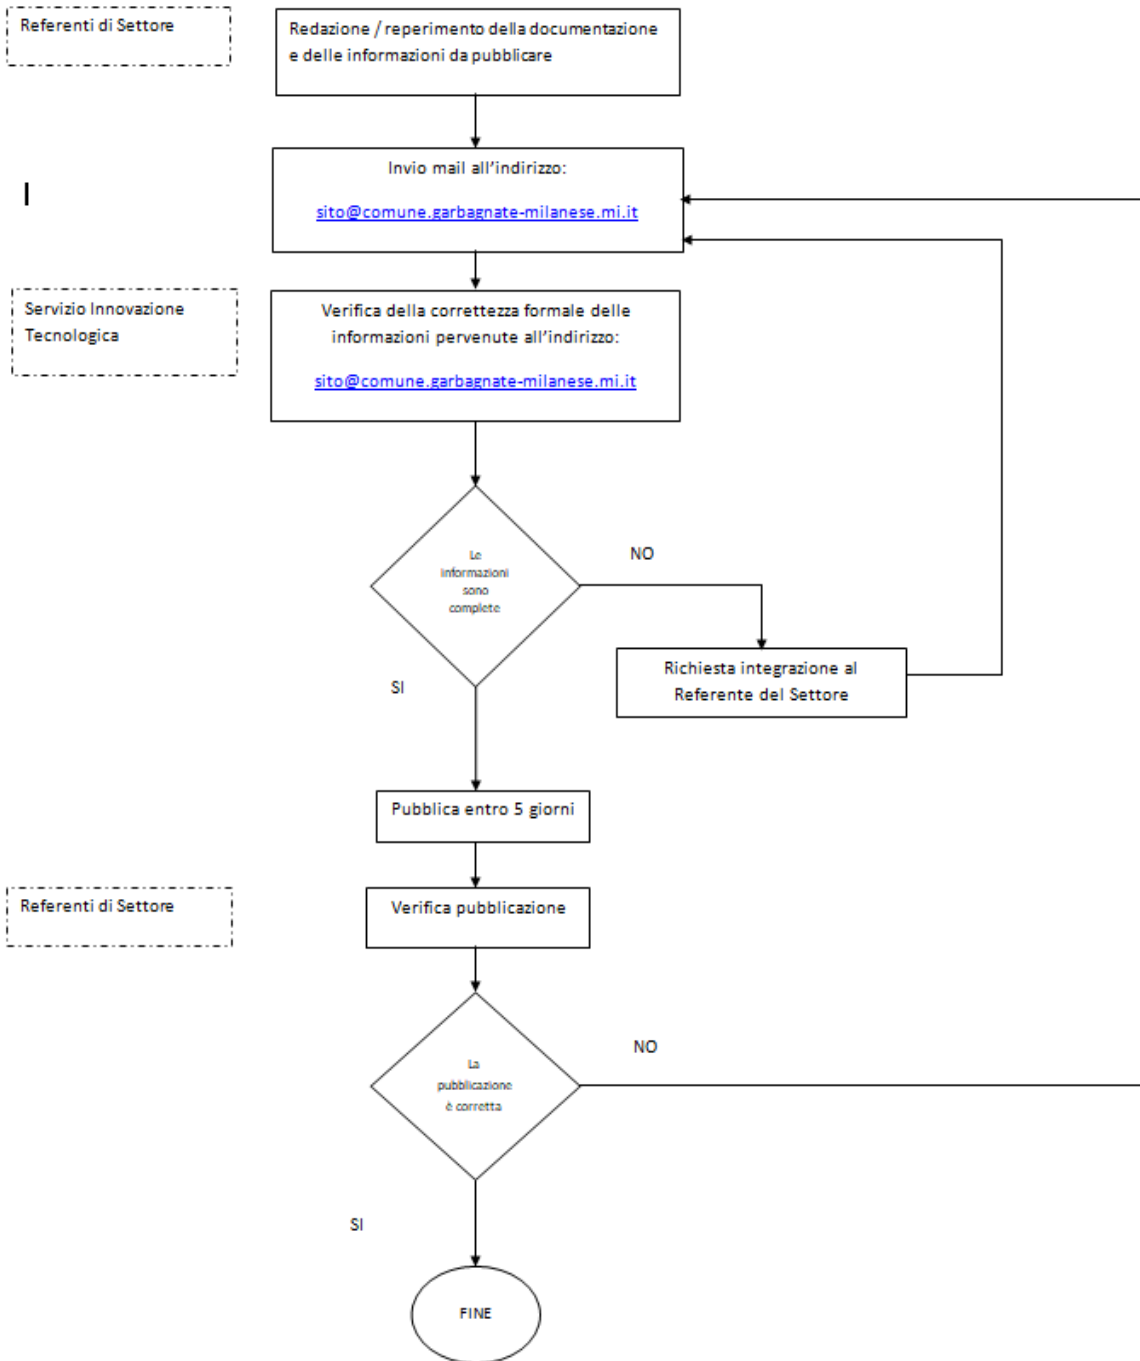 Referenti di Settore
Redazione / reperimento della documentazione
e delle informazioni da pubblicare
Invio mail all'indirizzo:
sito@comune.garbagnate-milanese.mi.it
Servizio Innovazione
Tecnologica
Verifica della correttezza formale delle
informazioni pervenute all'indirizzo:
sito@comune.garbagnate-milanese.mi.it
Le
informazioni
sono
complete
NO
Richiesta integrazione al
Referente del Settore
SI
Pubblica entro 5 giorni
Referenti di Settore
Verifica pubblicazione
La
pubblicazione
è corretta
NO
SI
FINE